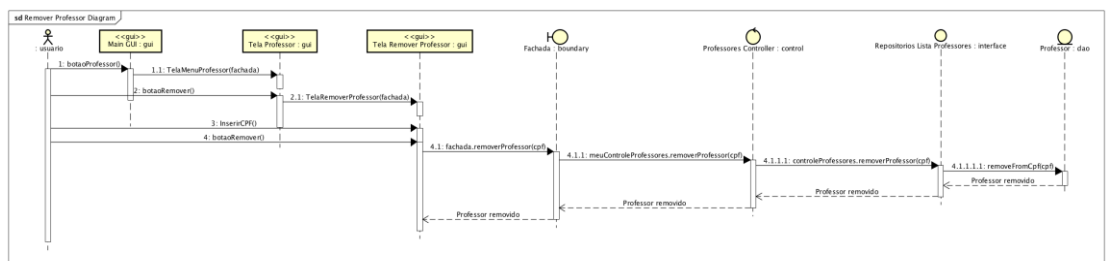 sd Remover Professor Diagram
: usuario
<<gui>>
Main GUI : gui
<<gui>>
Tela Professor : gui
<<gui>>
Tela Remover Professor : gui
Fachada : boundary
Professores Controller : control
Repositorios Lista Professores : interface
Professor : dao
1: botaoProfessor()
1.1: TelaMenuProfessor(fachada)
2: botaoRemover()
2.1: TelaRemoverProfessor(fachada)
3: InserirCPF()
4: botaoRemover()
4.1: fachada.removerProfessor(cpf)
4.1.1: meuControleProfessores.removerProfessor(cpf)
4.1.1.1: controleProfessores.removerProfessor(cpf)
4.1.1.1.1: removeFromCpf(cpf)
Professor removido
Professor removido
Professor removido
Professor removido